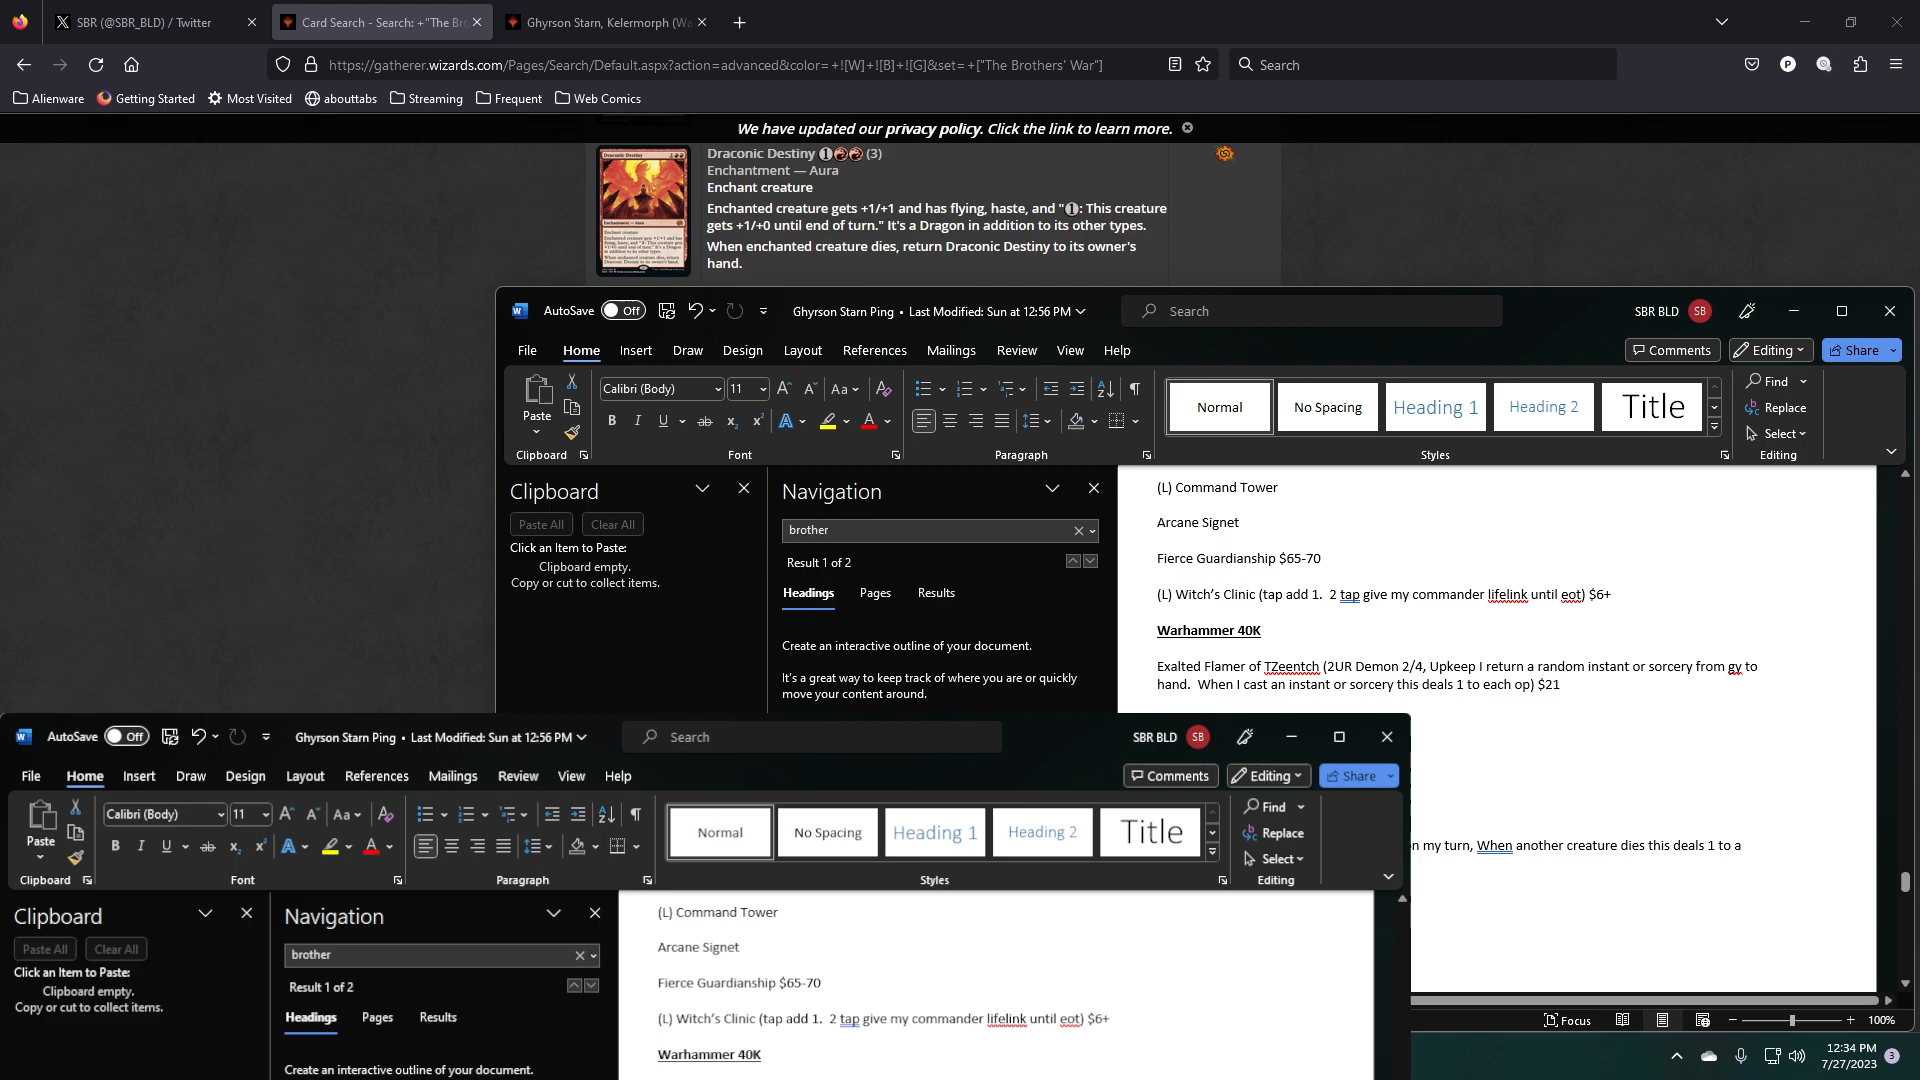 SBR (@SBR_BLD) / Twitter
Card Search - Search: +"The Bro
Ghyrson Starn, Kelermorph (Wa
https://gatherer.wizards.com/Pages/Search/Default.aspx?action=advanced&color=+![W]+![B]+![G]&set=+["The Brothers' War"]
Search
P
Alienware
Getting Started
Most Visited
abouttabs
Streaming
Frequent
Web Comics
We have updated our privacy policy. Click the link to learn more.
Draconic Destiny 1 (3)
Enchantment — Aura
Enchant creature
Enchanted creature gets +1/+1 and has flying, haste, and "1: This creature
gets +1/+0 until end of turn." It's a Dragon in addition to its other types.
When enchanted creature dies, return Draconic Destiny to its owner's
hand.
AutoSave Off
Ghyrson Starn Ping • Last Modified: Sun at 12:56 PM
Search
SBR BLD SB
File Home Insert Draw Design Layout References Mailings Review View Help
Comments Editing Share
Paste
Calibri (Body) 11
Normal No Spacing Heading 1 Heading 2 Title
Find
Replace
Select
Clipboard Font Paragraph Styles Editing
Clipboard
Paste All Clear All
Click an Item to Paste:
Clipboard empty.
Copy or cut to collect items.
Navigation
brother
Result 1 of 2
Headings Pages Results
Create an interactive outline of your document.
It's a great way to keep track of where you are or quickly
move your content around.
(L) Command Tower
Arcane Signet
Fierce Guardianship $65-70
(L) Witch's Clinic (tap add 1.  2 tap give my commander lifelink until eot) $6+
Warhammer 40K
Exalted Flamer of TZeentch (2UR Demon 2/4, Upkeep I return a random instant or sorcery from gy to
hand.  When I cast an instant or sorcery this deals 1 to each op) $21
n my turn, When another creature dies this deals 1 to a
Focus
100%
AutoSave Off
Ghyrson Starn Ping • Last Modified: Sun at 12:56 PM
Search
SBR BLD SB
File Home Insert Draw Design Layout References Mailings Review View Help
Comments Editing Share
Paste
Calibri (Body) 11
Normal No Spacing Heading 1 Heading 2 Title
Find
Replace
Select
Clipboard Font Paragraph Styles Editing
Clipboard
Paste All Clear All
Click an Item to Paste:
Clipboard empty.
Copy or cut to collect items.
Navigation
brother
Result 1 of 2
Headings Pages Results
Create an interactive outline of your document.
(L) Command Tower
Arcane Signet
Fierce Guardianship $65-70
(L) Witch's Clinic (tap add 1.  2 tap give my commander lifelink until eot) $6+
Warhammer 40K
12:34 PM
7/27/2023
3